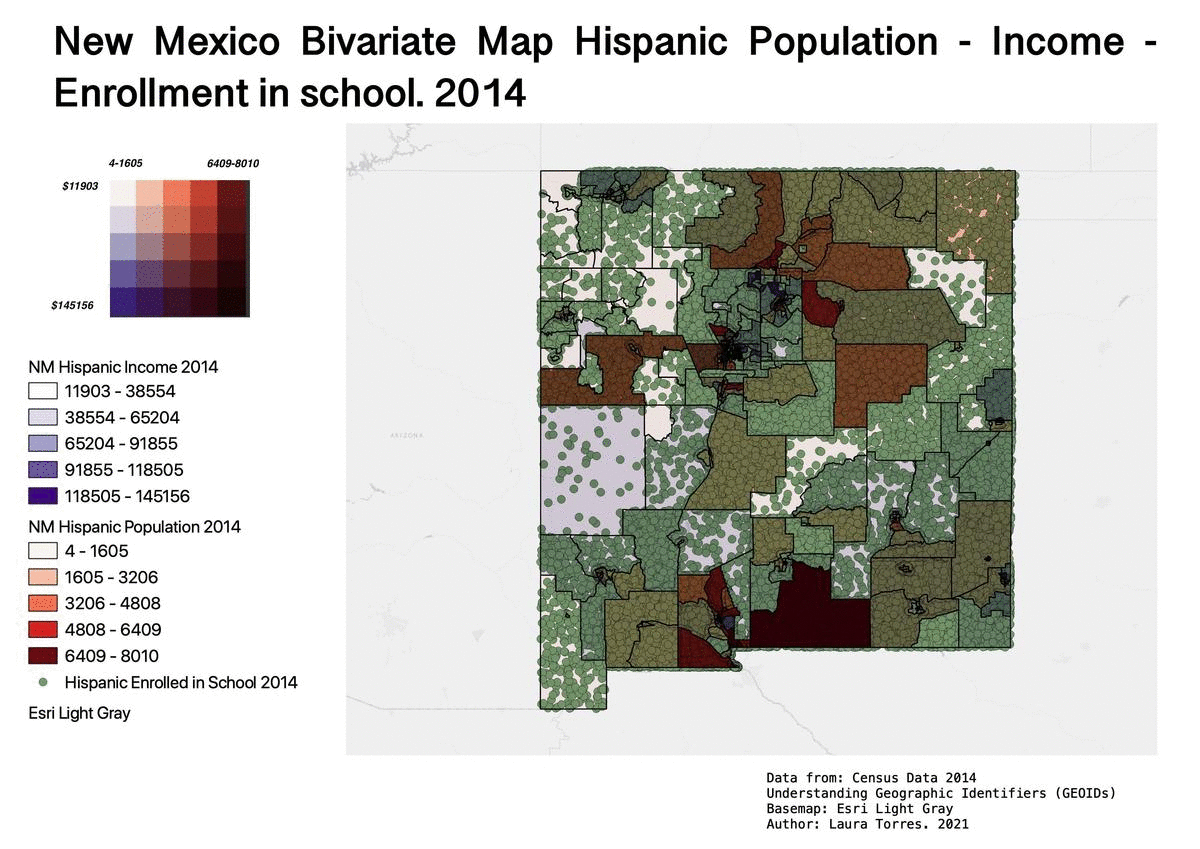 New Mexico Bivariate Map Hispanic Population - Income -
Enrollment in school. 2014
4-1605 6409-8010
$11903
$145156
NM Hispanic Income 2014
11903 - 38554
38554 - 65204
65204 - 91855
91855 - 118505
118505 - 145156
NM Hispanic Population 2014
4 - 1605
1605 - 3206
3206 - 4808
4808 - 6409
6409 - 8010
Hispanic Enrolled in School 2014
Esri Light Gray
ARIZONA
Data from: Census Data 2014
Understanding Geographic Identifiers (GEOIDs)
Basemap: Esri Light Gray
Author: Laura Torres. 2021